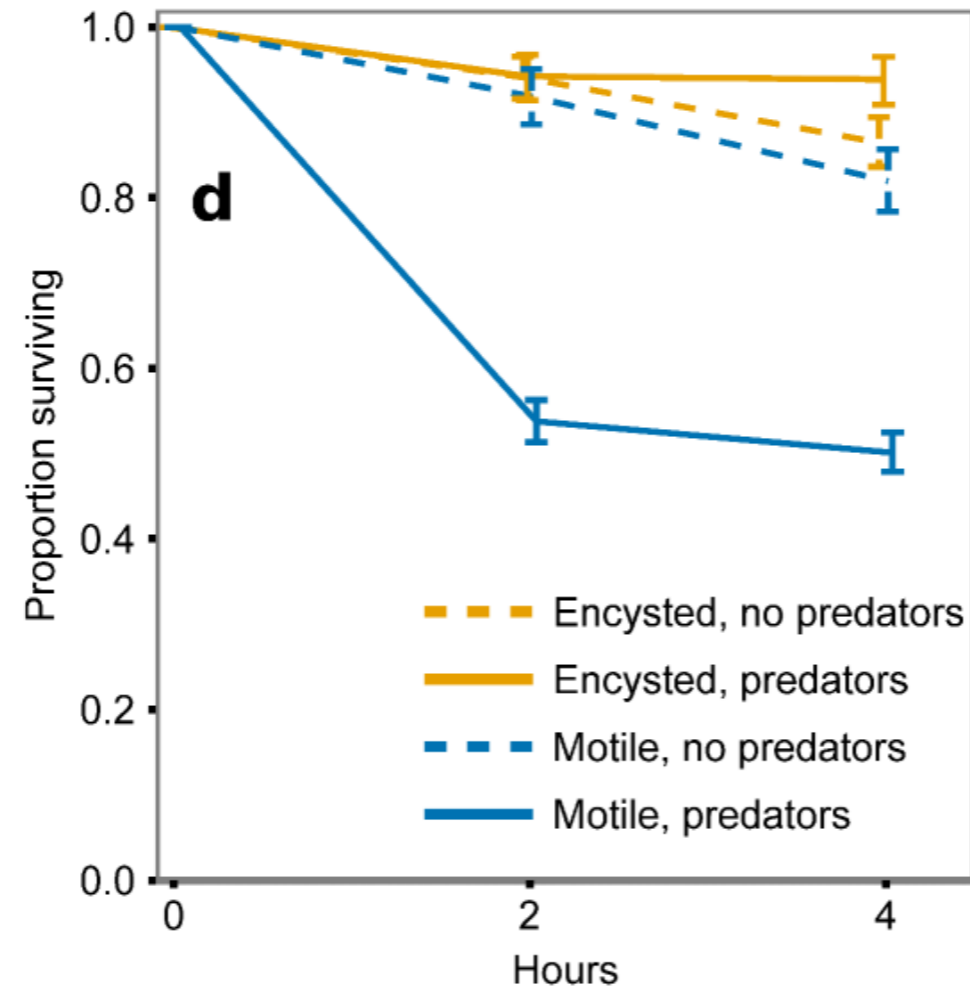 1.0
d
0.8
Proportion surviving
0.6
0.4
Encysted, no predators
Encysted, predators
0.2
Motile, no predators
Motile, predators
0.0
0 2 4
Hours